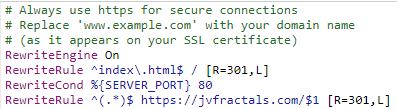 # Always use https for secure connections
# Replace 'www.example.com' with your domain name
# (as it appears on your SSL certificate)
RewriteEngine On
RewriteRule ^index\.html$ / [R=301,L]
RewriteCond %{SERVER_PORT} 80
RewriteRule ^(.*)$ https://jvfractals.com/$1 [R=301,L]